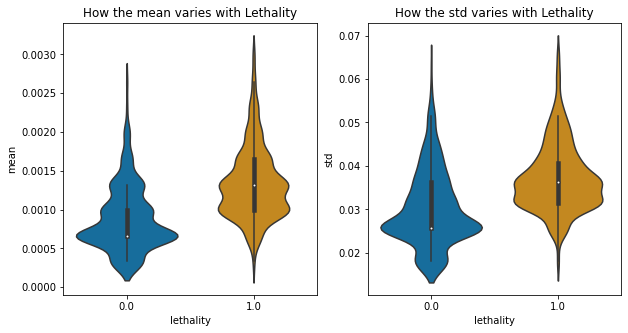 How the mean varies with Lethality
0.0030
0.0025
0.0020
0.0015
0.0010
0.0005
0.0000
mean
0.0
1.0
lethality
How the std varies with Lethality
0.07
0.06
0.05
0.04
0.03
0.02
std
0.0
1.0
lethality